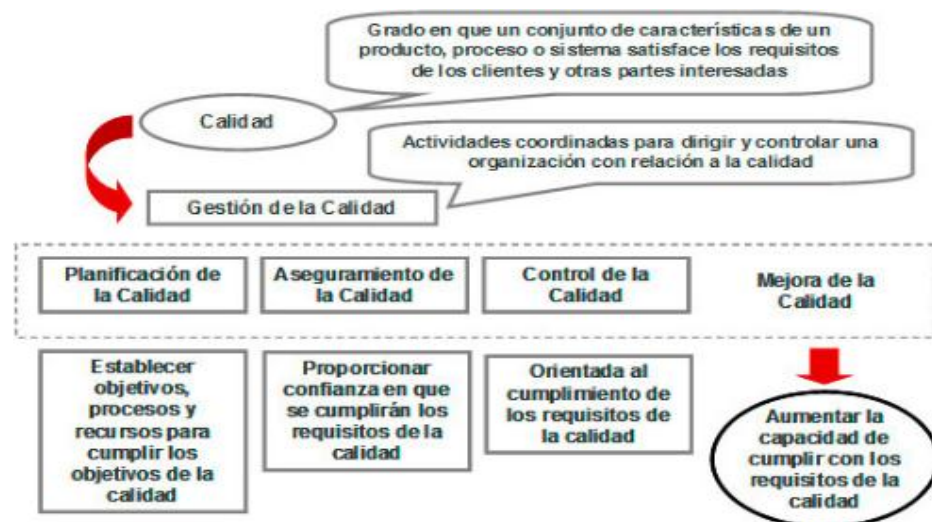 Grado en que un conjunto de características de un
producto, proceso o sistema satisface los requisitos
de los clientes y otras partes interesadas
Calidad
Actividades coordinadas para dirigir y controlar una
organización con relación a la calidad
Gestión de la Calidad
Planificación de
la Calidad
Aseguramiento de
la Calidad
Control de la
Calidad
Mejora de la
Calidad
Establecer
objetivos,
procesos y
recursos para
cumplir los
objetivos de la
calidad
Proporcionar
confianza en que
se cumplirán los
requisitos de la
calidad
Orientada al
cumplimiento de
los requisitos de
la calidad
Aumentar la
capacidad de
cumplir con los
requisitos de la
calidad